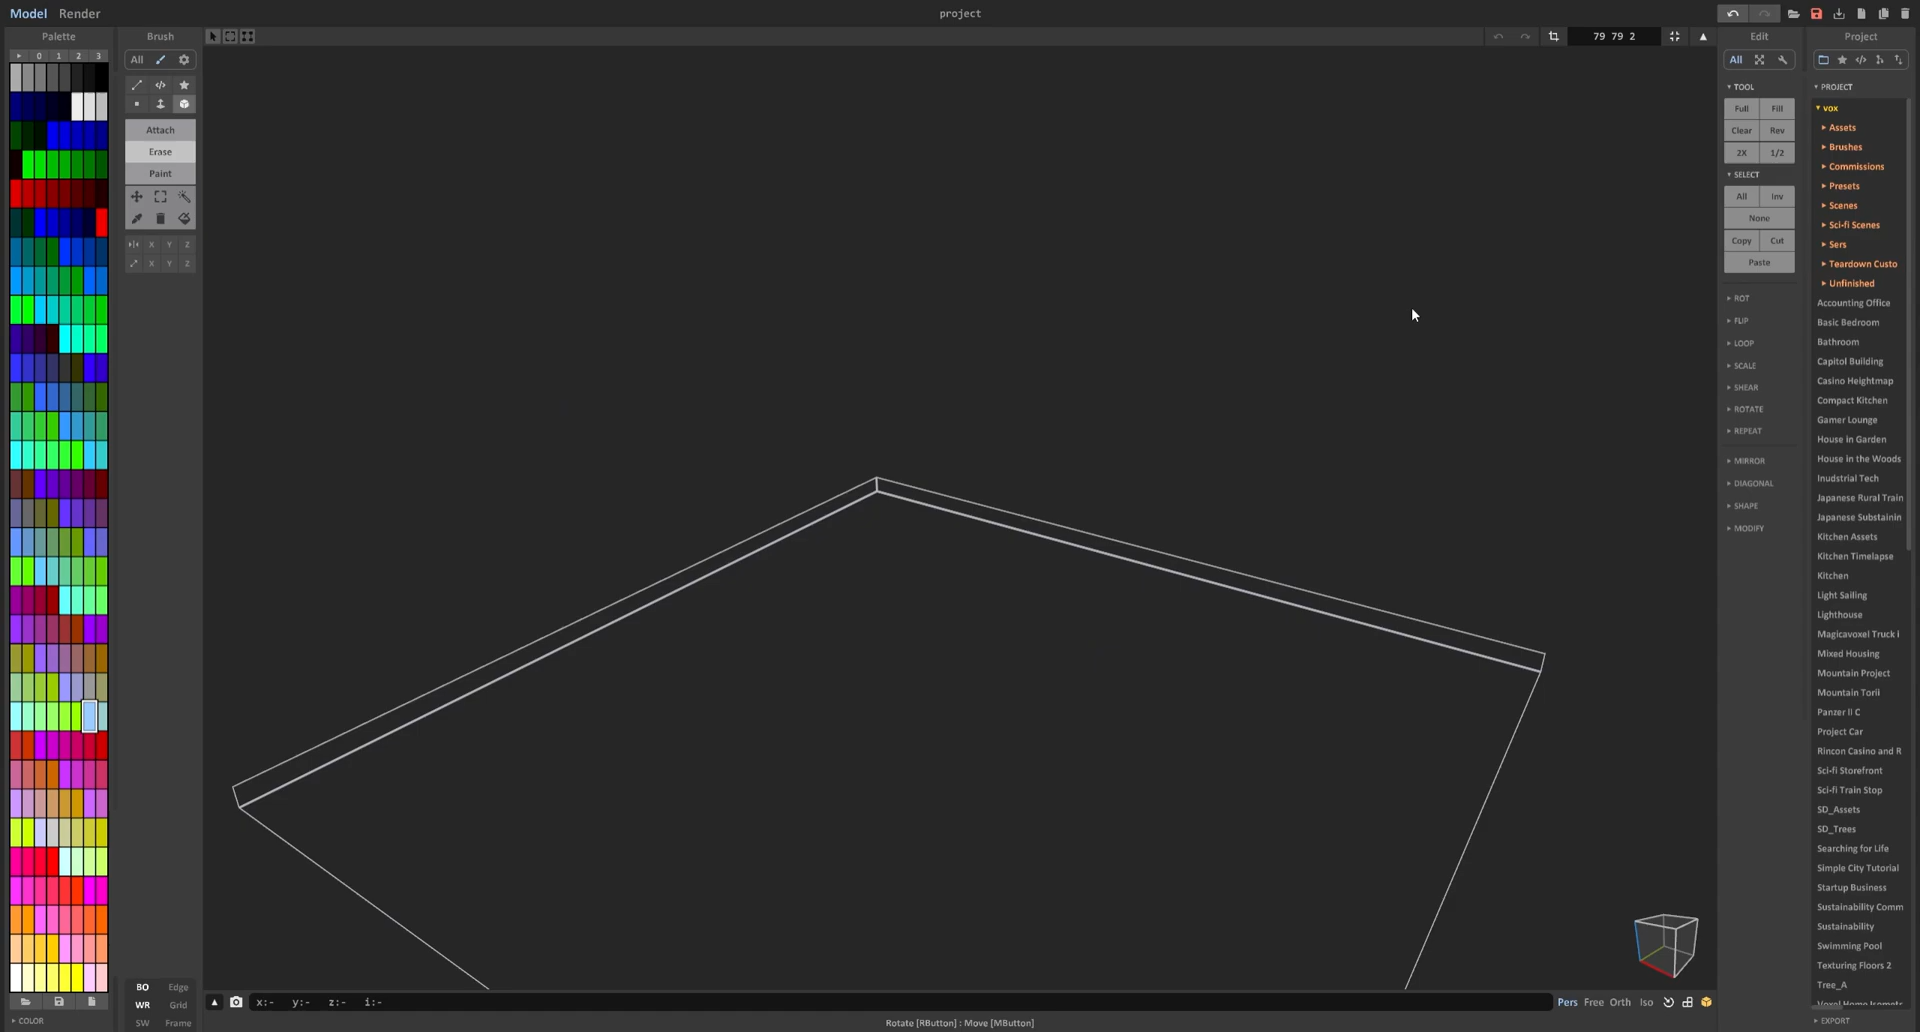 Model Render
project
Palette
Brush
79 79 2
Edit
Project
0 1 2 3
All
All
TOOL
PROJECT
Full Fill
Clear Rev
2X 1/2
SELECT
All Inv
None
Copy Cut
Paste
ROT
FLIP
LOOP
SCALE
SHEAR
ROTATE
REPEAT
MIRROR
DIAGONAL
SHAPE
MODIFY
Attach
Erase
Paint
X Y Z
X Y Z
vox
Assets
Brushes
Commissions
Presets
Scenes
Sci-fi Scenes
Sers
Teardown Custo
Unfinished
Accounting Office
Basic Bedroom
Bathroom
Capitol Building
Casino Heightmap
Compact Kitchen
Gamer Lounge
House in Garden
House in the Woods
Inudstrial Tech
Japanese Rural Train
Japanese Substainin
Kitchen Assets
Kitchen Timelapse
Kitchen
Light Sailing
Lighthouse
Magicavoxel Truck i
Mixed Housing
Mountain Project
Mountain Torii
Panzer II C
Project Car
Rincon Casino and R
Sci-fi Storefront
Sci-fi Train Stop
SD_Assets
SD_Trees
Searching for Life
Simple City Tutorial
Startup Business
Sustainability Comm
Sustainability
Swimming Pool
Texturing Floors 2
Tree_A
EXPORT
BO Edge
WR Grid
SW Frame
COLOR
x:- y:- z:- i:-
Pers Free Orth Iso
Rotate [RButton] : Move [MButton]